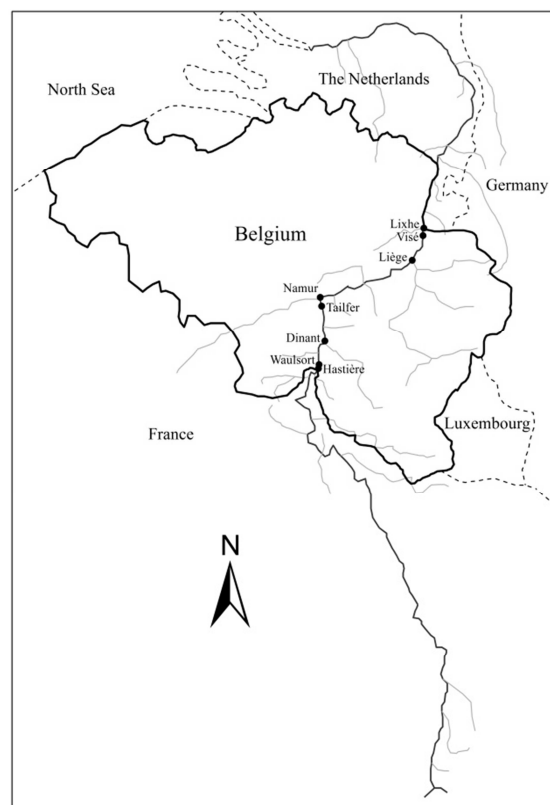 The Netherlands
North Sea
Germany
Lixhe
Visé
Belgium
Liège
Namur
Tailfer
Dinant
Waulsort
Hastière
Luxembourg
France
N